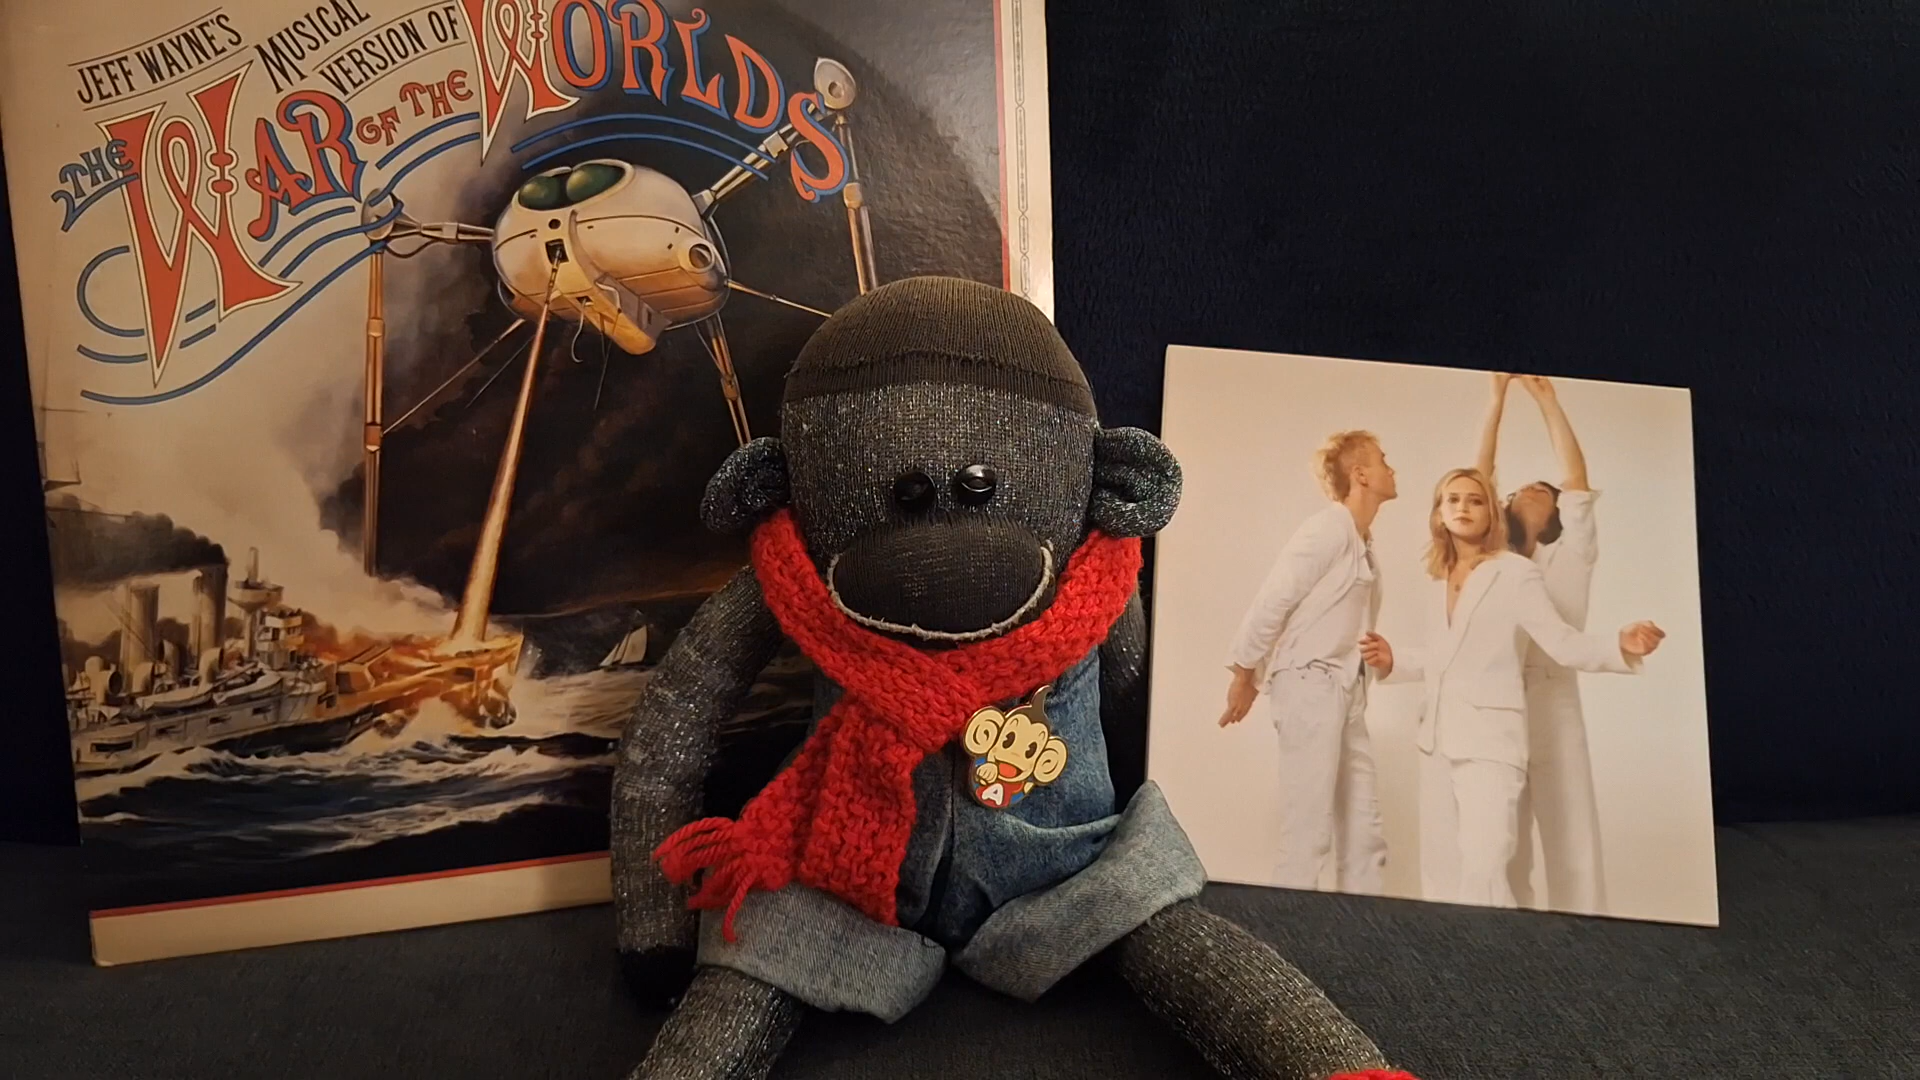 JEFF WAYNE'S
MUSICAL
VERSION OF
THE WAR OF THE WORLDS
A